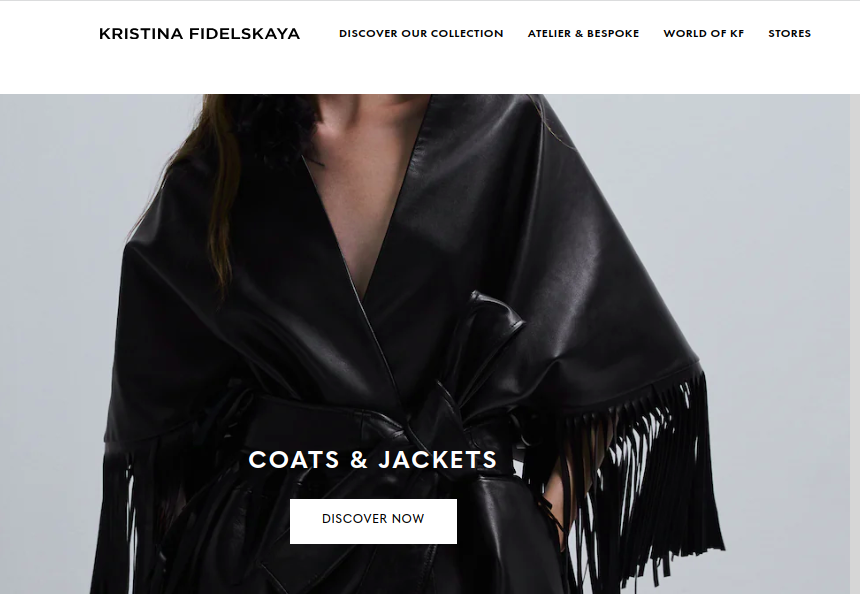 KRISTINA FIDELSKAYA
DISCOVER OUR COLLECTION
ATELIER & BESPOKE
WORLD OF KF
STORES
COATS & JACKETS
DISCOVER NOW